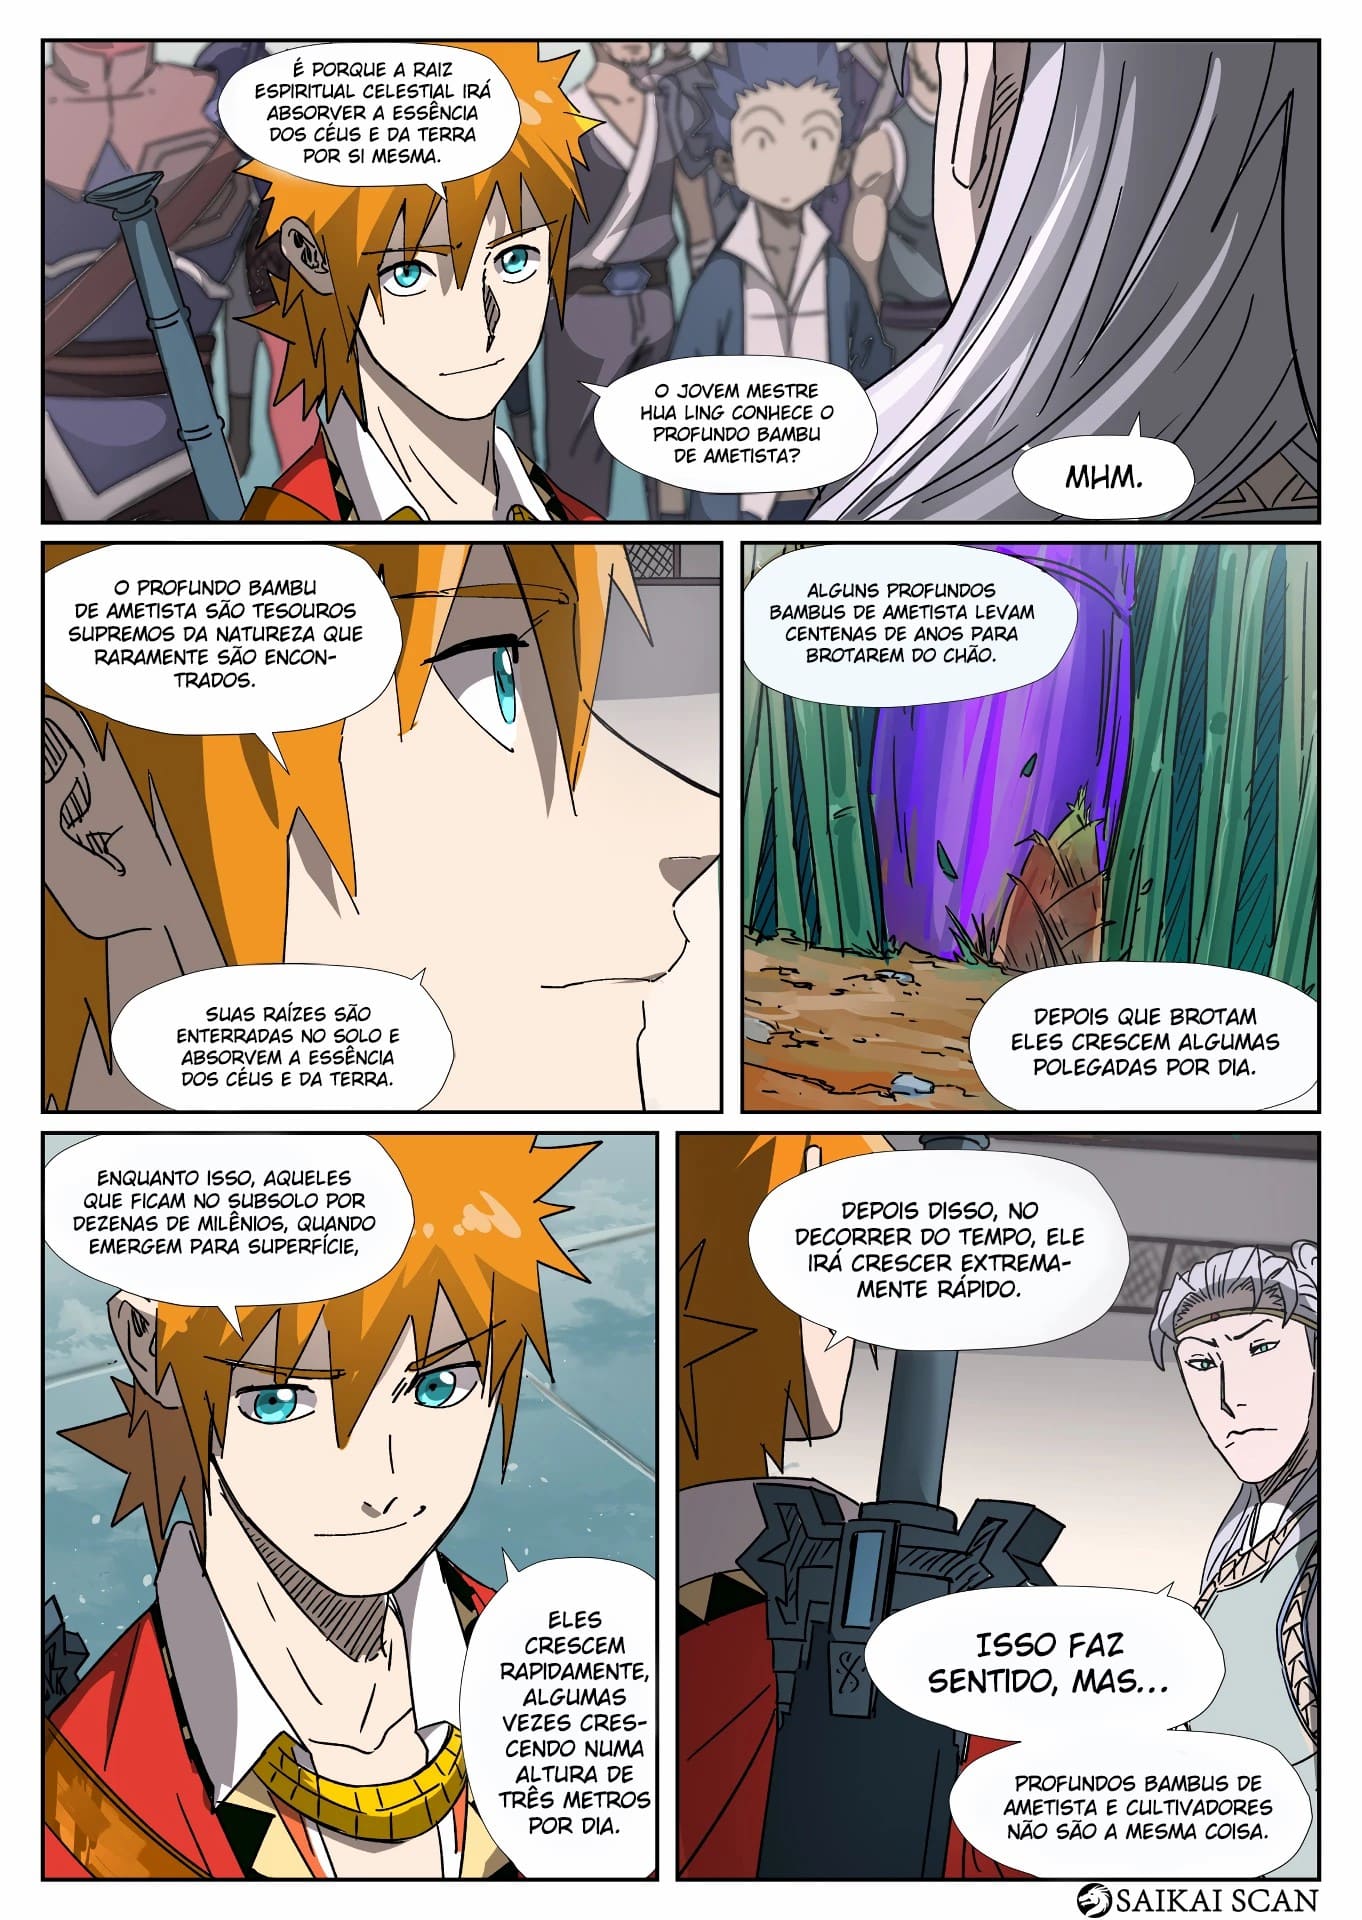 É PORQUE A RAIZ
ESPIRITUAL CELESTIAL IRÁ
ABSORVER A ESSÊNCIA
DOS CÉUS E DA TERRA
POR SI MESMA.
O JOVEM MESTRE
HUA LING CONHECE O
PROFUNDO BAMBU
DE AMETISTA?
MHM.
O PROFUNDO BAMBU
DE AMETISTA SÃO TESOUROS
SUPREMOS DA NATUREZA QUE
RARAMENTE SÃO ENCON-
TRADOS.
SUAS RAÍZES SÃO
ENTERRADAS NO SOLO E
ABSORVEM A ESSÊNCIA
DOS CÉUS E DA TERRA.
ALGUNS PROFUNDOS
BAMBUS DE AMETISTA LEVAM
CENTENAS DE ANOS PARA
BROTAREM DO CHÃO.
DEPOIS QUE BROTAM
ELES CRESCEM ALGUMAS
POLEGADAS POR DIA.
ENQUANTO ISSO, AQUELES
QUE FICAM NO SUBSOLO POR
DEZENAS DE MILÊNIOS, QUANDO
EMERGEM PARA SUPERFÍCIE,
ELES
CRESCEM
RAPIDAMENTE,
ALGUMAS
VEZES CRES-
CENDO NUMA
ALTURA DE
TRÊS METROS
POR DIA.
DEPOIS DISSO, NO
DECORRER DO TEMPO, ELE
IRÁ CRESCER EXTREMA-
MENTE RÁPIDO.
ISSO FAZ
SENTIDO, MAS...
PROFUNDOS BAMBUS DE
AMETISTA E CULTIVADORES
NÃO SÃO A MESMA COISA.
SAIKAI SCAN